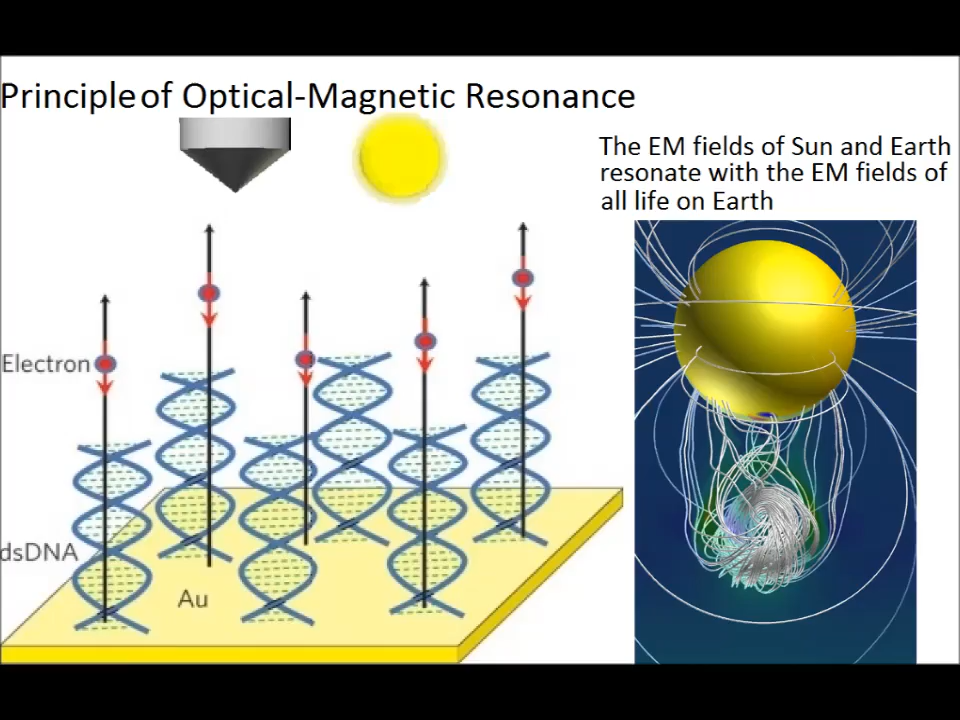 Principle of Optical-Magnetic Resonance
The EM fields of Sun and Earth
resonate with the EM fields of
all life on Earth
Electron
dsDNA
Au